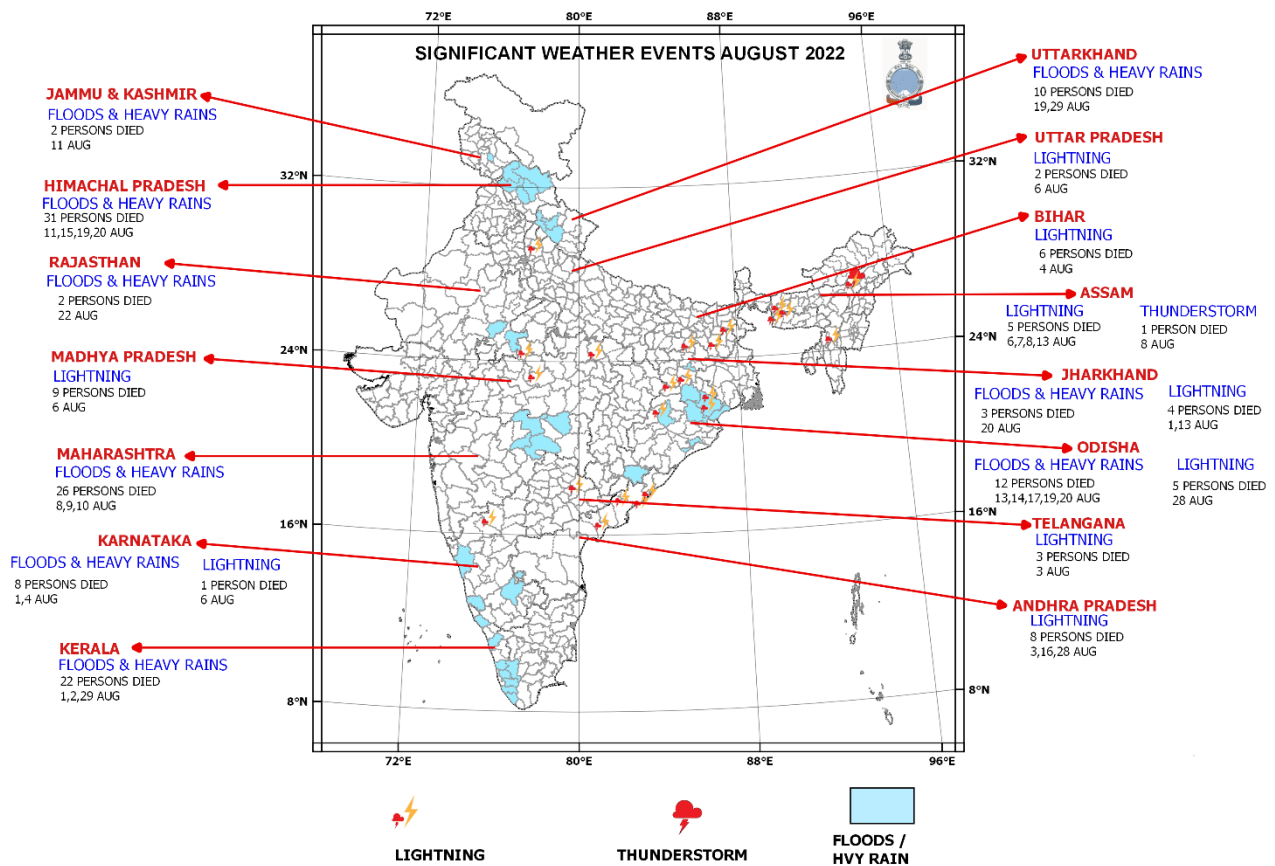 72°E 80°E 88°E 96°E
SIGNIFICANT WEATHER EVENTS AUGUST 2022
JAMMU & KASHMIR
FLOODS & HEAVY RAINS
2 PERSONS DIED
11 AUG
32°N
HIMACHAL PRADESH
FLOODS & HEAVY RAINS
31 PERSONS DIED
11,15,19,20 AUG
RAJASTHAN
FLOODS & HEAVY RAINS
2 PERSONS DIED
22 AUG
24°N
MADHYA PRADESH
LIGHTNING
9 PERSONS DIED
6 AUG
MAHARASHTRA
FLOODS & HEAVY RAINS
26 PERSONS DIED
8,9,10 AUG
16°N
KARNATAKA
FLOODS & HEAVY RAINS LIGHTNING
8 PERSONS DIED 1 PERSON DIED
1,4 AUG 6 AUG
KERALA
FLOODS & HEAVY RAINS
22 PERSONS DIED
1,2,29 AUG
8°N
UTTARKHAND
FLOODS & HEAVY RAINS
10 PERSONS DIED
19,29 AUG
UTTAR PRADESH
LIGHTNING
2 PERSONS DIED
6 AUG
32°N
BIHAR
LIGHTNING
6 PERSONS DIED
4 AUG
ASSAM
LIGHTNING THUNDERSTORM
5 PERSONS DIED 1 PERSON DIED
6,7,8,13 AUG 8 AUG
24°N
JHARKHAND
FLOODS & HEAVY RAINS LIGHTNING
3 PERSONS DIED 4 PERSONS DIED
20 AUG 1,13 AUG
ODISHA
FLOODS & HEAVY RAINS LIGHTNING
12 PERSONS DIED 5 PERSONS DIED
13,14,17,19,20 AUG 28 AUG
16°N
TELANGANA
LIGHTNING
3 PERSONS DIED
3 AUG
ANDHRA PRADESH
LIGHTNING
8 PERSONS DIED
3,16,28 AUG
8°N
72°E 80°E 88°E 96°E
LIGHTNING THUNDERSTORM FLOODS /
HVY RAIN